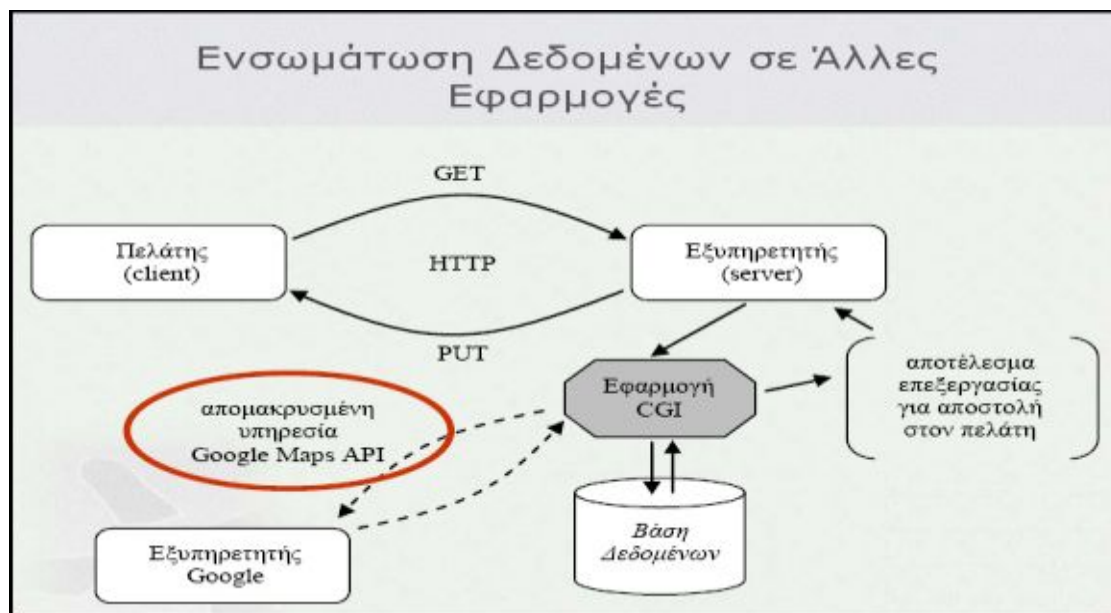 Ενσωμάτωση Δεδομένων σε Άλλες
Εφαρμογές
GET
Πελάτης
(client)
HTTP
Εξυπηρετητής
(server)
PUT
Εφαρμογή
CGI
αποτέλεσμα
επεξεργασίας
για αποστολή
στον πελάτη
απομακρυσμένη
υπηρεσία
Google Maps API
Βάση
Δεδομένων
Εξυπηρετητής
Google